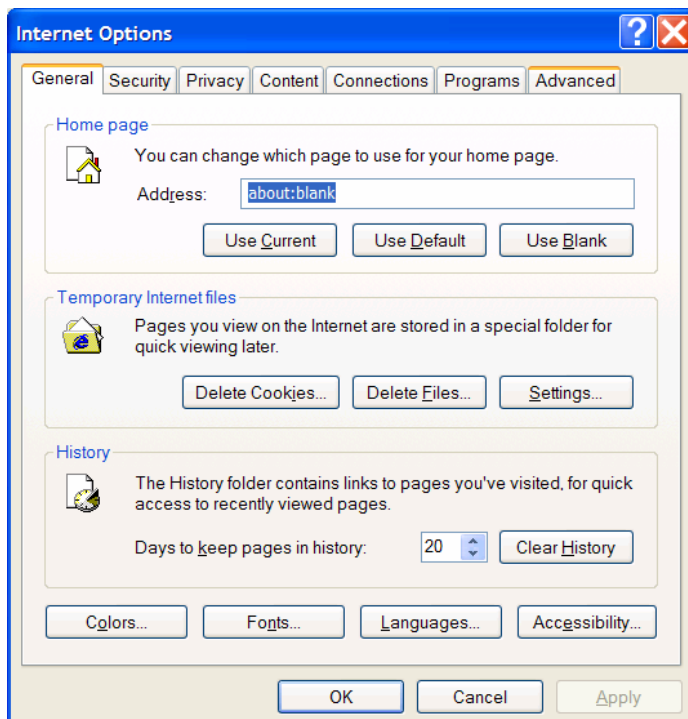 Internet Options
General Security Privacy Content Connections Programs Advanced
Home page
You can change which page to use for your home page.
Address: about:blank
Use Current Use Default Use Blank
Temporary Internet files
Pages you view on the Internet are stored in a special folder for
quick viewing later.
Delete Cookies... Delete Files... Settings...
History
The History folder contains links to pages you've visited, for quick
access to recently viewed pages.
Days to keep pages in history: 20 Clear History
Colors... Fonts... Languages... Accessibility...
OK Cancel Apply